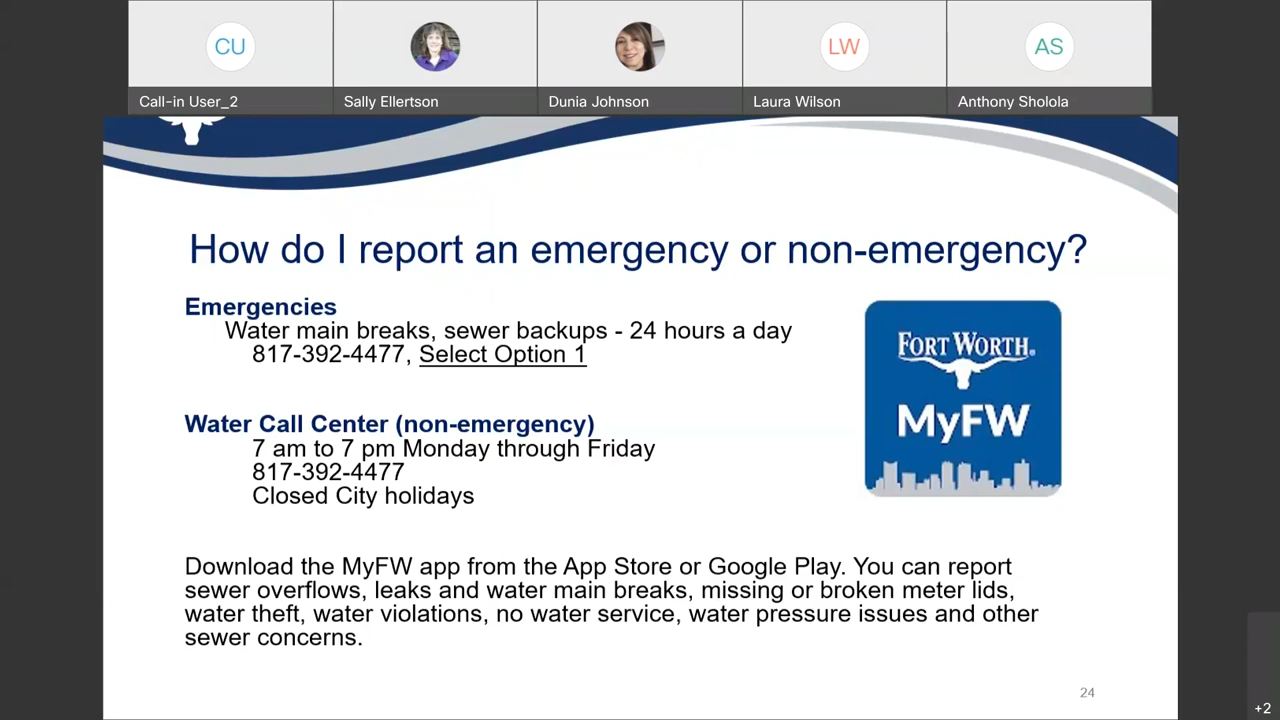 CU
LW
AS
Call-in User_2
Sally Ellertson
Dunia Johnson
Laura Wilson
Anthony Sholola
How do I report an emergency or non-emergency?
Emergencies
Water main breaks, sewer backups - 24 hours a day
817-392-4477, Select Option 1
Water Call Center (non-emergency)
7 am to 7 pm Monday through Friday
817-392-4477
Closed City holidays
FORT WORTH®
MyFW
Download the MyFW app from the App Store or Google Play. You can report
sewer overflows, leaks and water main breaks, missing or broken meter lids,
water theft, water violations, no water service, water pressure issues and other
sewer concerns.
24
+2